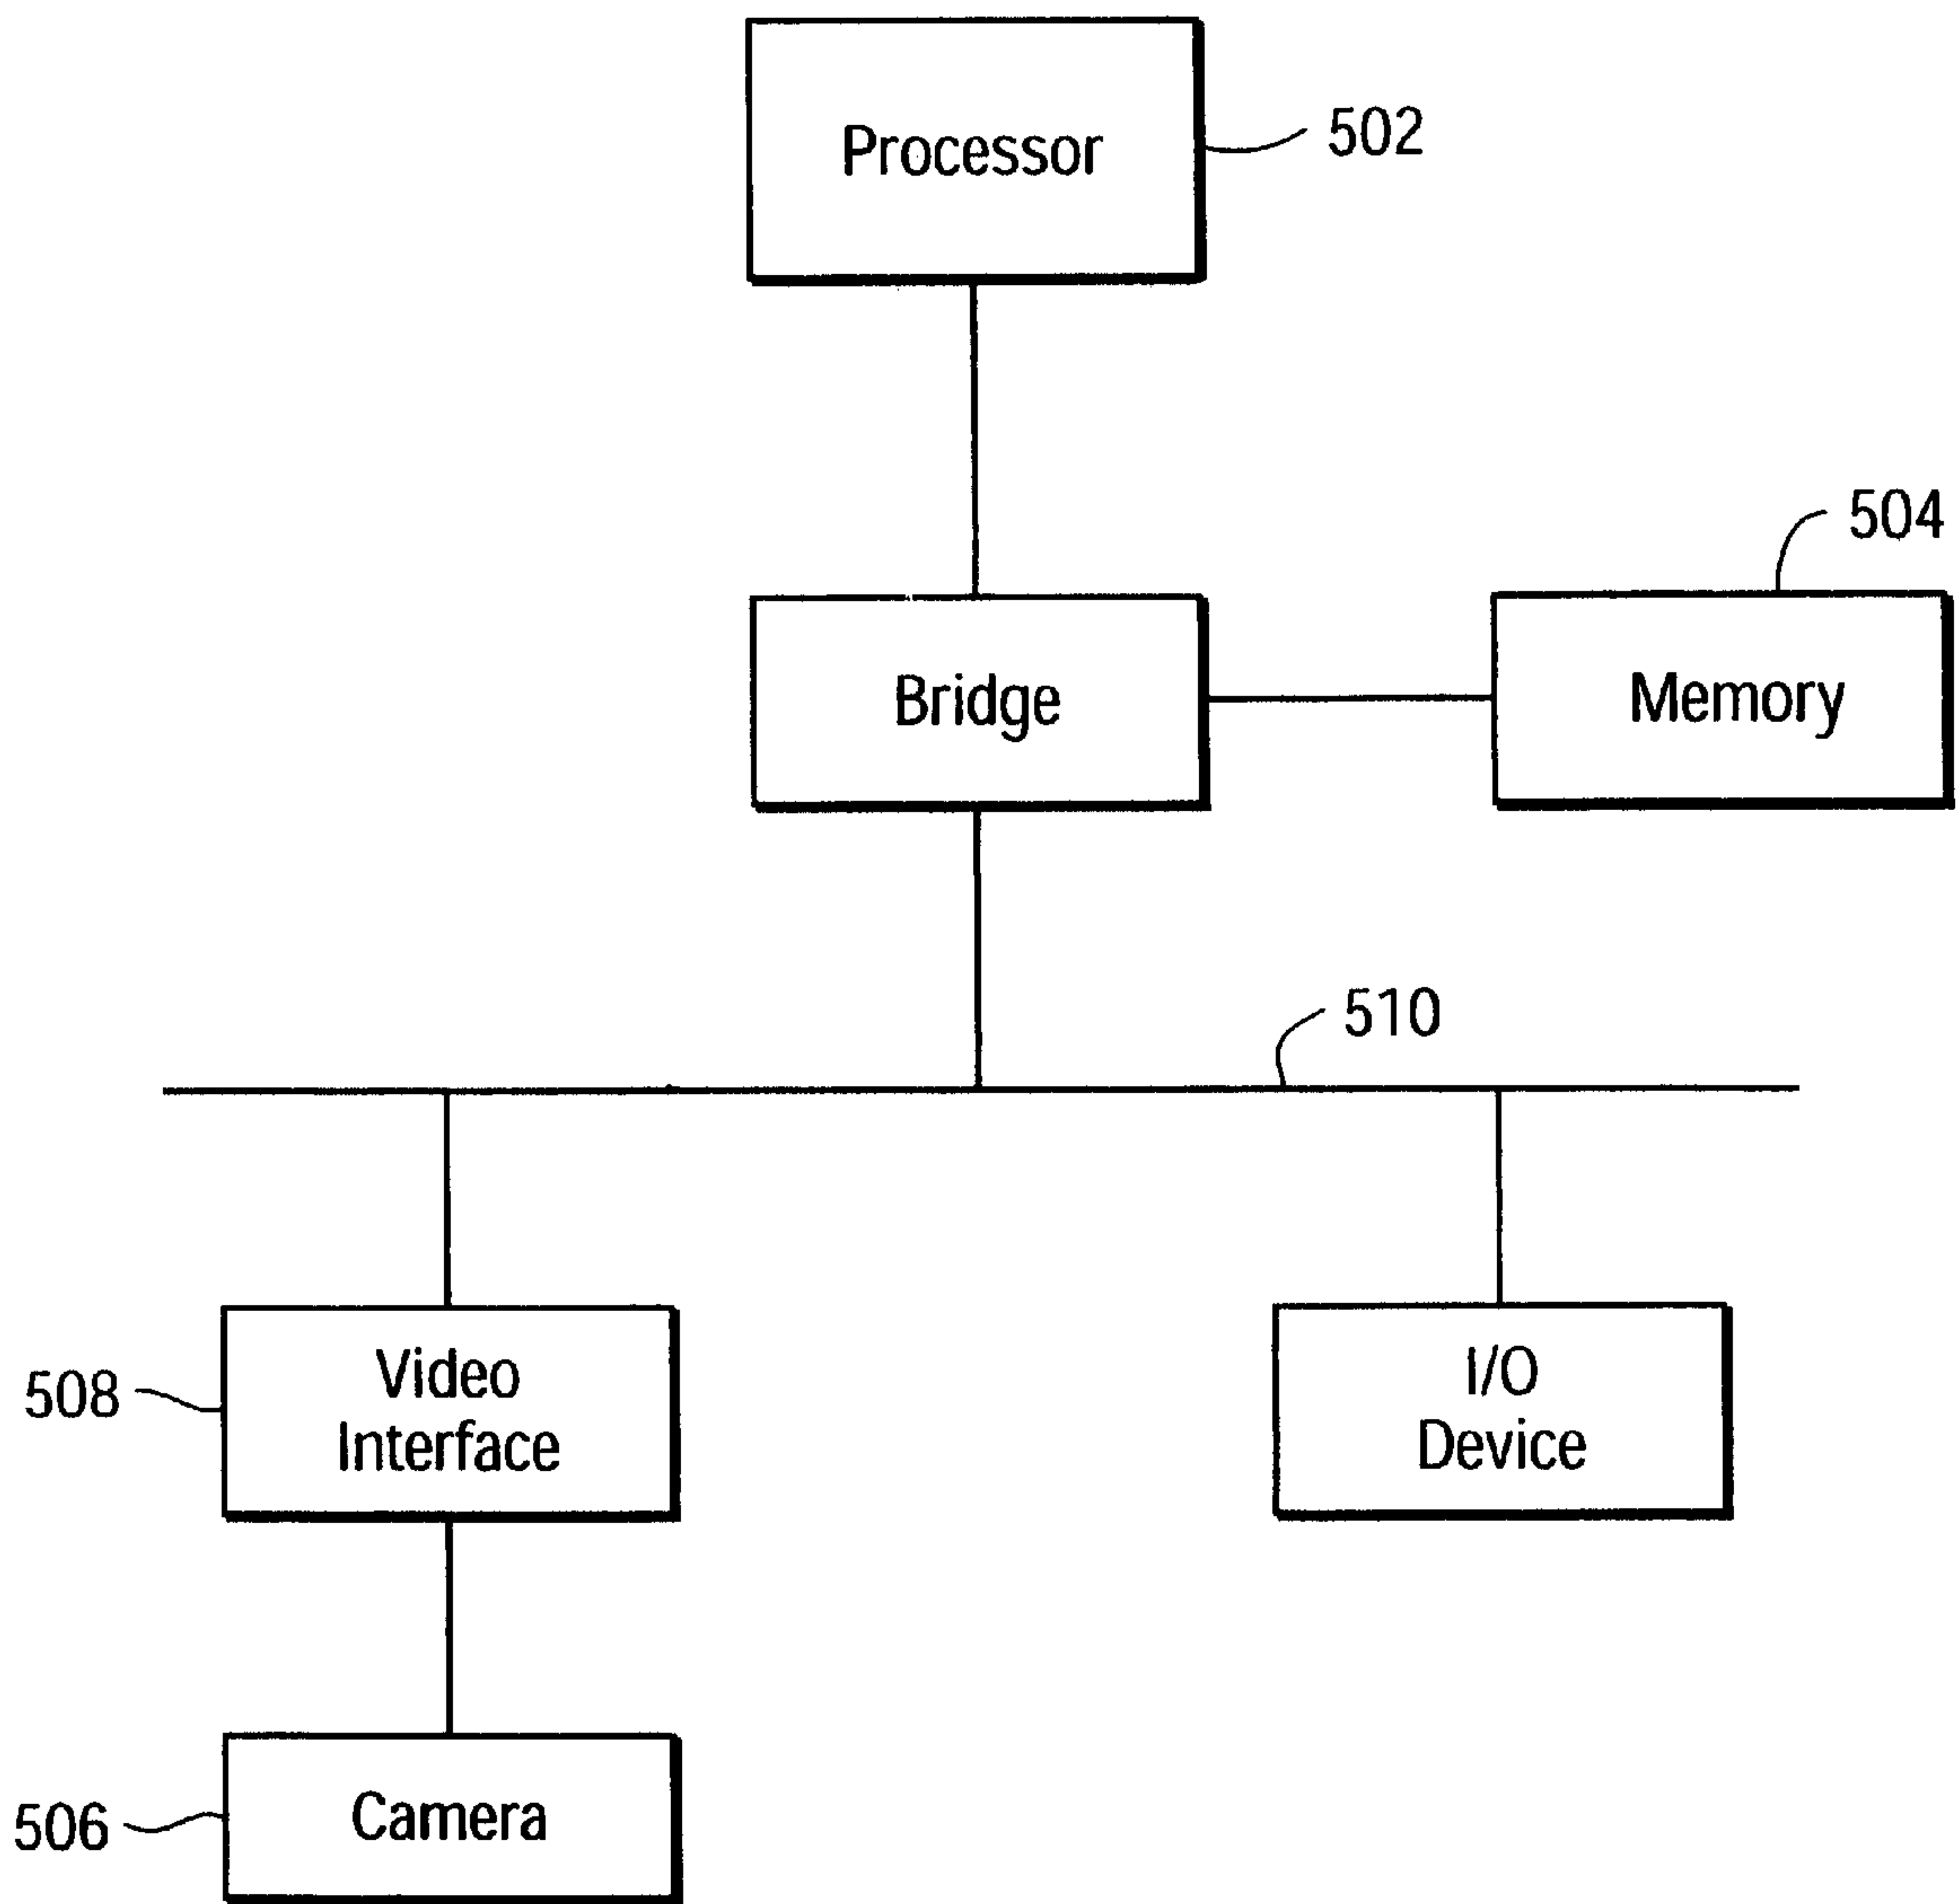 Processor
502
504
Bridge
Memory
510
508
Video
Interface
I/O
Device
506
Camera